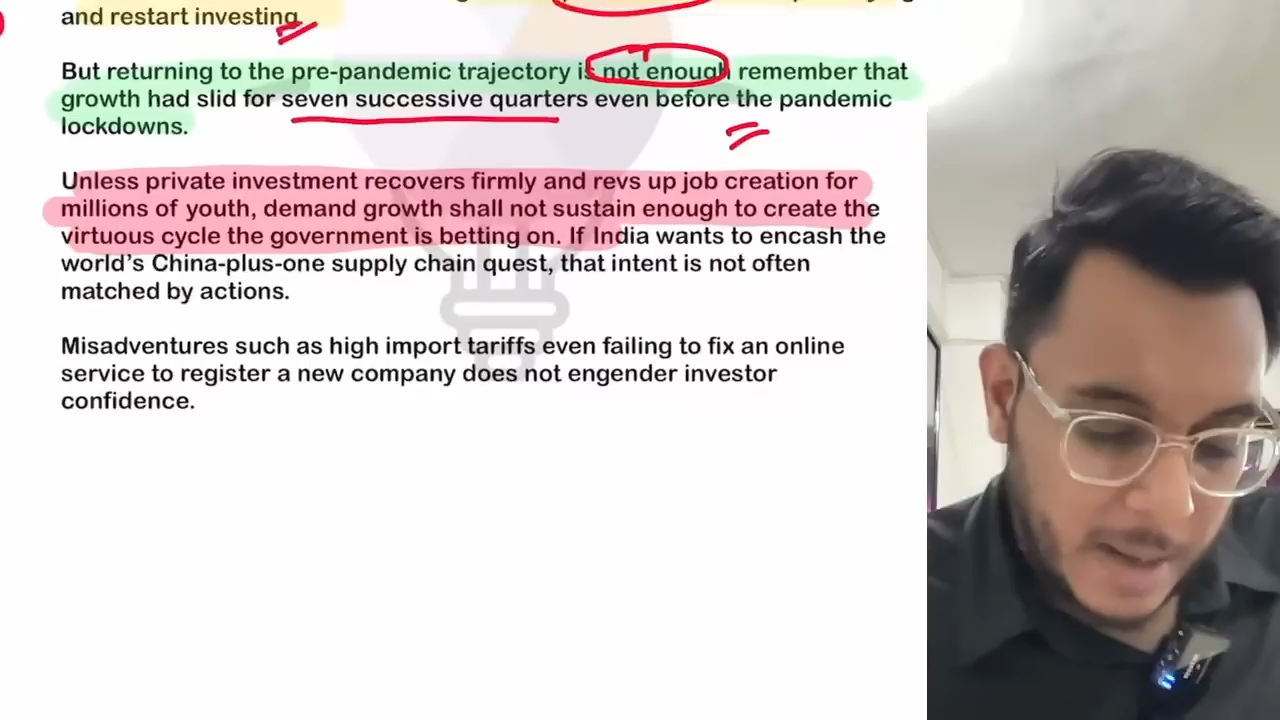 and restart investing
But returning to the pre-pandemic trajectory is not enough remember that
growth had slid for seven successive quarters even before the pandemic
lockdowns.
Unless private investment recovers firmly and revs up job creation for
millions of youth, demand growth shall not sustain enough to create the
virtuous cycle the government is betting on. If India wants to encash the
world’s China-plus-one supply chain quest, that intent is not often
matched by actions.
Misadventures such as high import tariffs even failing to fix an online
service to register a new company does not engender investor
confidence.